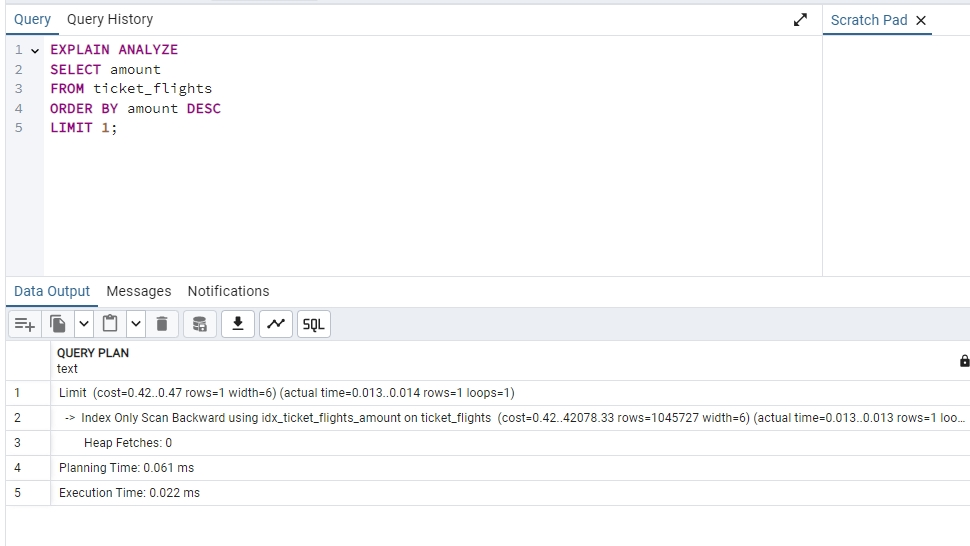 Query Query History Scratch Pad
1 EXPLAIN ANALYZE
2 SELECT amount
3 FROM ticket_flights
4 ORDER BY amount DESC
5 LIMIT 1;
Data Output Messages Notifications
SQL
QUERY PLAN
text
1 Limit (cost=0.42..0.47 rows=1 width=6) (actual time=0.013..0.014 rows=1 loops=1)
2 -> Index Only Scan Backward using idx_ticket_flights_amount on ticket_flights (cost=0.42..42078.33 rows=1045727 width=6) (actual time=0.013..0.013 rows=1 loo...
3 Heap Fetches: 0
4 Planning Time: 0.061 ms
5 Execution Time: 0.022 ms